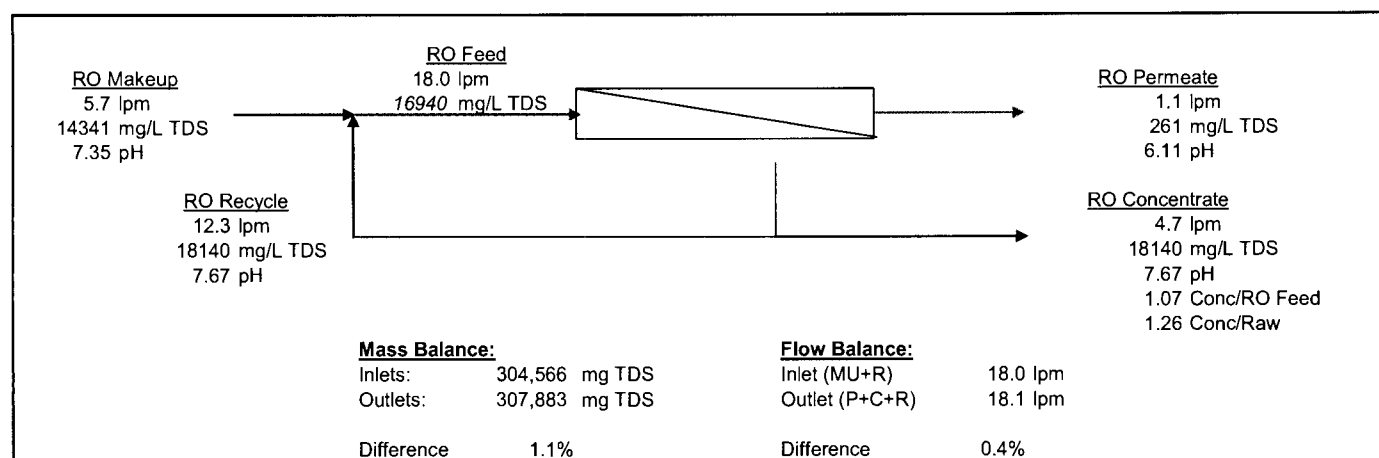 RO Makeup
5.7 lpm
14341 mg/L TDS
7.35 pH
RO Feed
18.0 lpm
16940 mg/L TDS
RO Recycle
12.3 lpm
18140 mg/L TDS
7.67 pH
RO Permeate
1.1 lpm
261 mg/L TDS
6.11 pH
RO Concentrate
4.7 lpm
18140 mg/L TDS
7.67 pH
1.07 Conc/RO Feed
1.26 Conc/Raw
Mass Balance:
Inlets: 304,566 mg TDS
Outlets: 307,883 mg TDS
Difference 1.1%
Flow Balance:
Inlet (MU+R) 18.0 lpm
Outlet (P+C+R) 18.1 lpm
Difference 0.4%